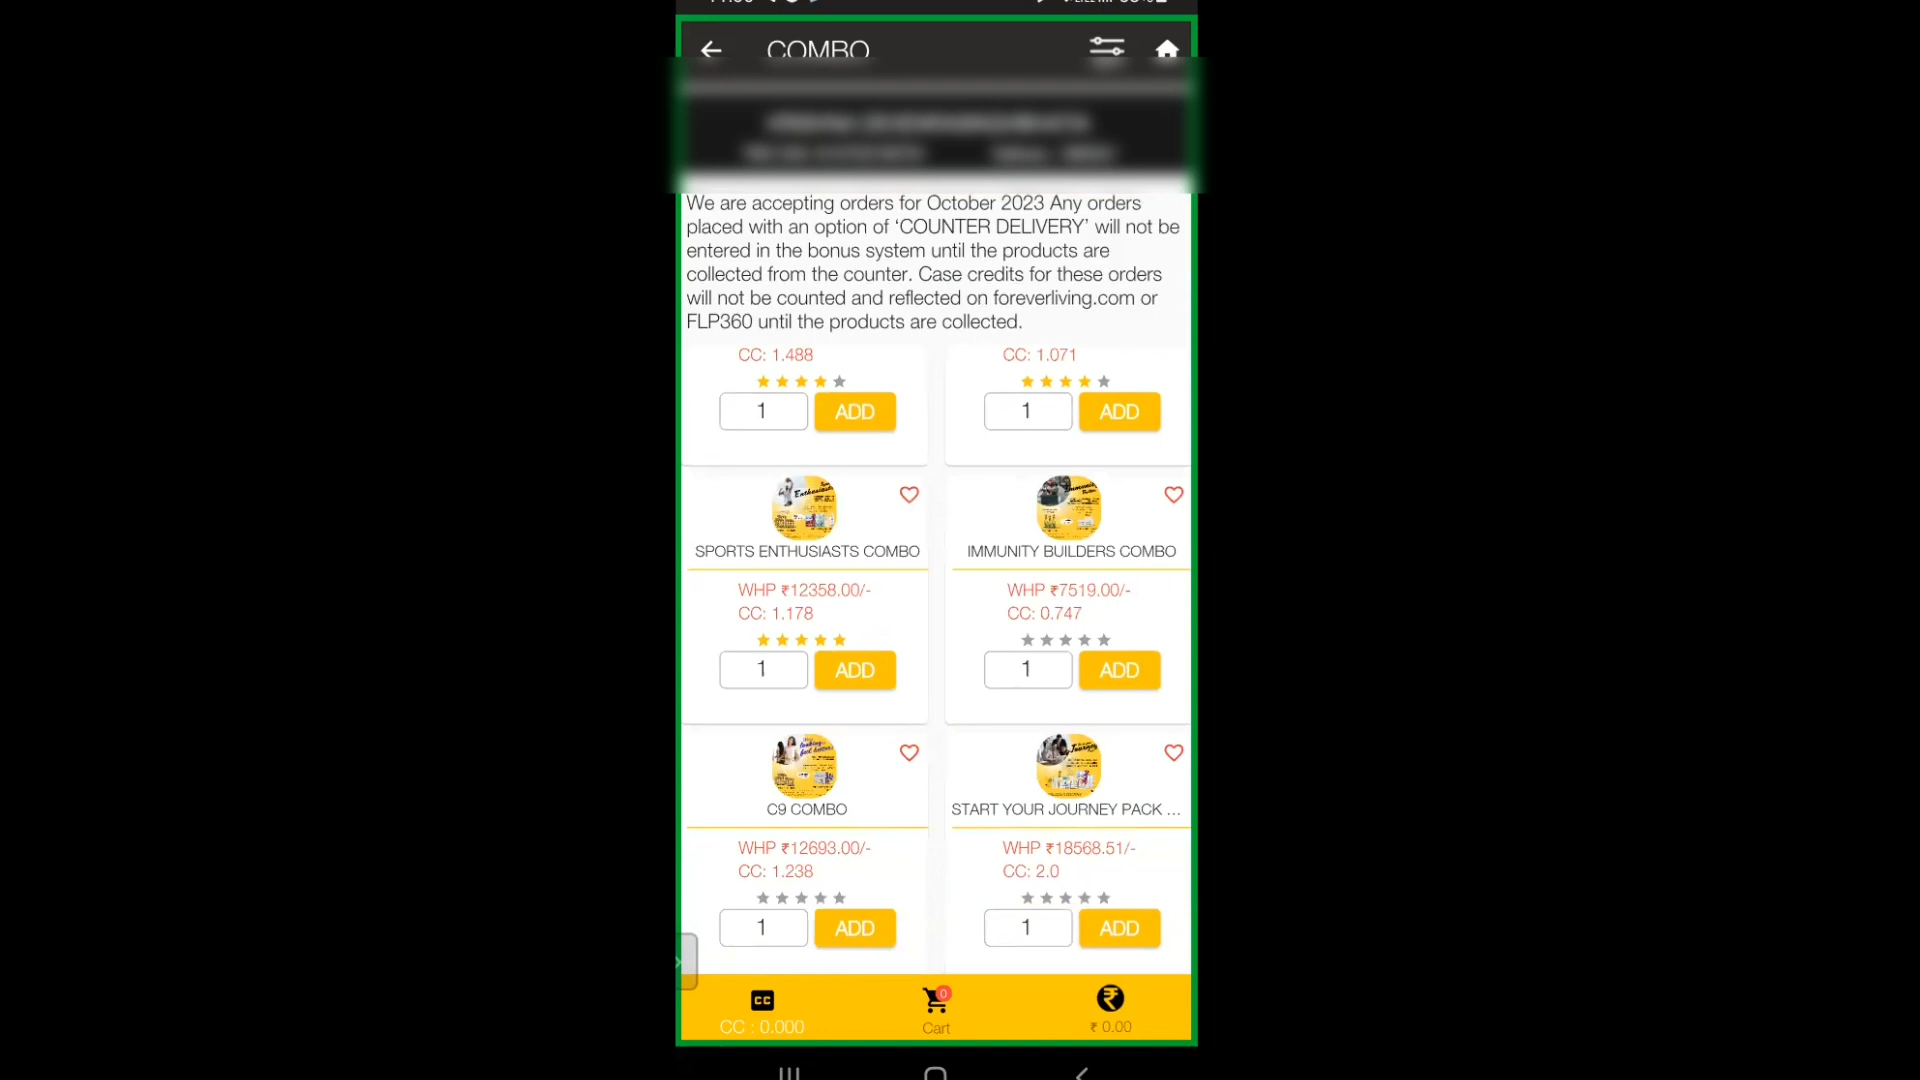 COMBO
We are accepting orders for October 2023 Any orders
placed with an option of ‘COUNTER DELIVERY’ will not be
entered in the bonus system until the products are
collected from the counter. Case credits for these orders
will not be counted and reflected on foreverliving.com or
FLP360 until the products are collected.
CC: 1.488
CC: 1.071
1 ADD
1 ADD
SPORTS ENTHUSIASTS COMBO
IMMUNITY BUILDERS COMBO
WHP ₹12358.00/-
CC: 1.178
WHP ₹7519.00/-
CC: 0.747
1 ADD
1 ADD
C9 COMBO
START YOUR JOURNEY PACK ...
WHP ₹12693.00/-
CC: 1.238
WHP ₹18568.51/-
CC: 2.0
1 ADD
1 ADD
CC
0
₹
CC : 0.000
Cart
₹ 0.00